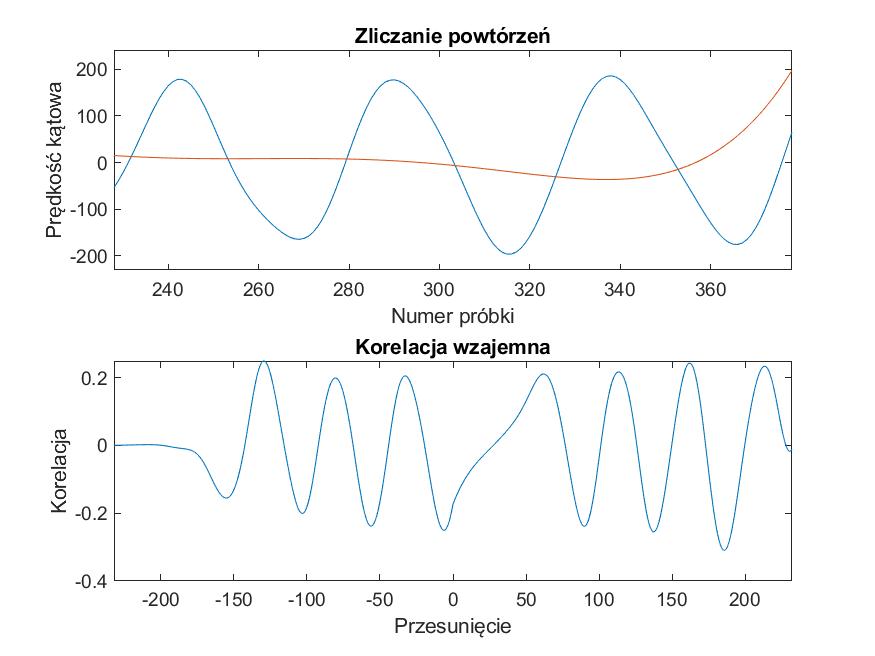 Zliczanie powtórzeń
200
100
0
-100
-200
Prędkość kątowa
240 260 280 300 320 340 360
Numer próbki
Korelacja wzajemna
0.2
0
-0.2
-0.4
Korelacja
-200 -150 -100 -50 0 50 100 150 200
Przesunięcie